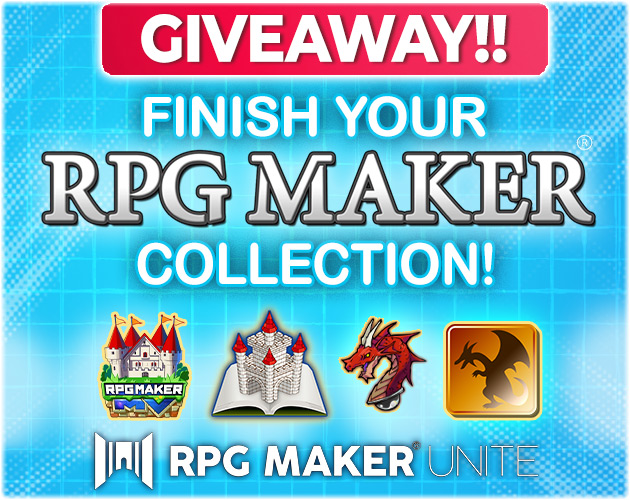 GIVEAWAY!!
FINISH YOUR
RPG MAKER®
COLLECTION!
RPG MAKER
MV
RPG MAKER® UNITE